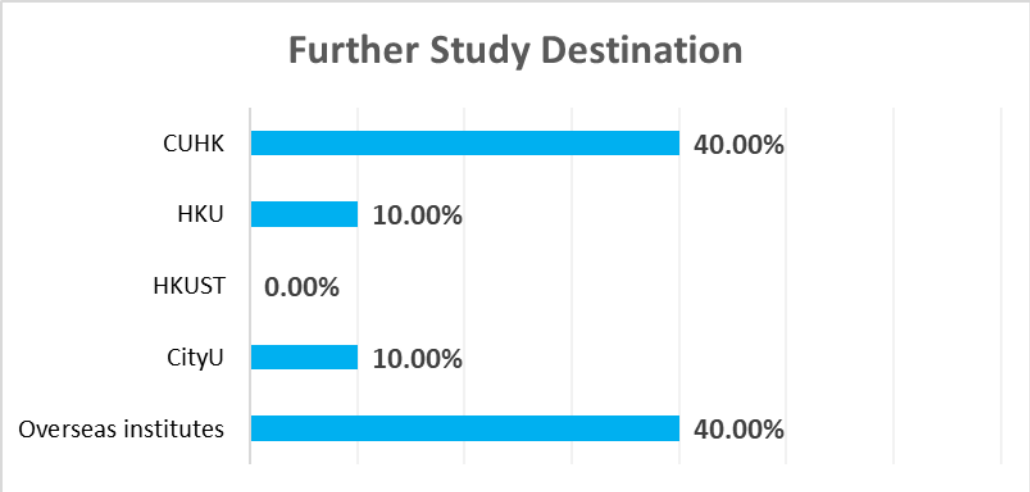 Further Study Destination
CUHK 40.00%
HKU 10.00%
HKUST 0.00%
CityU 10.00%
Overseas institutes 40.00%